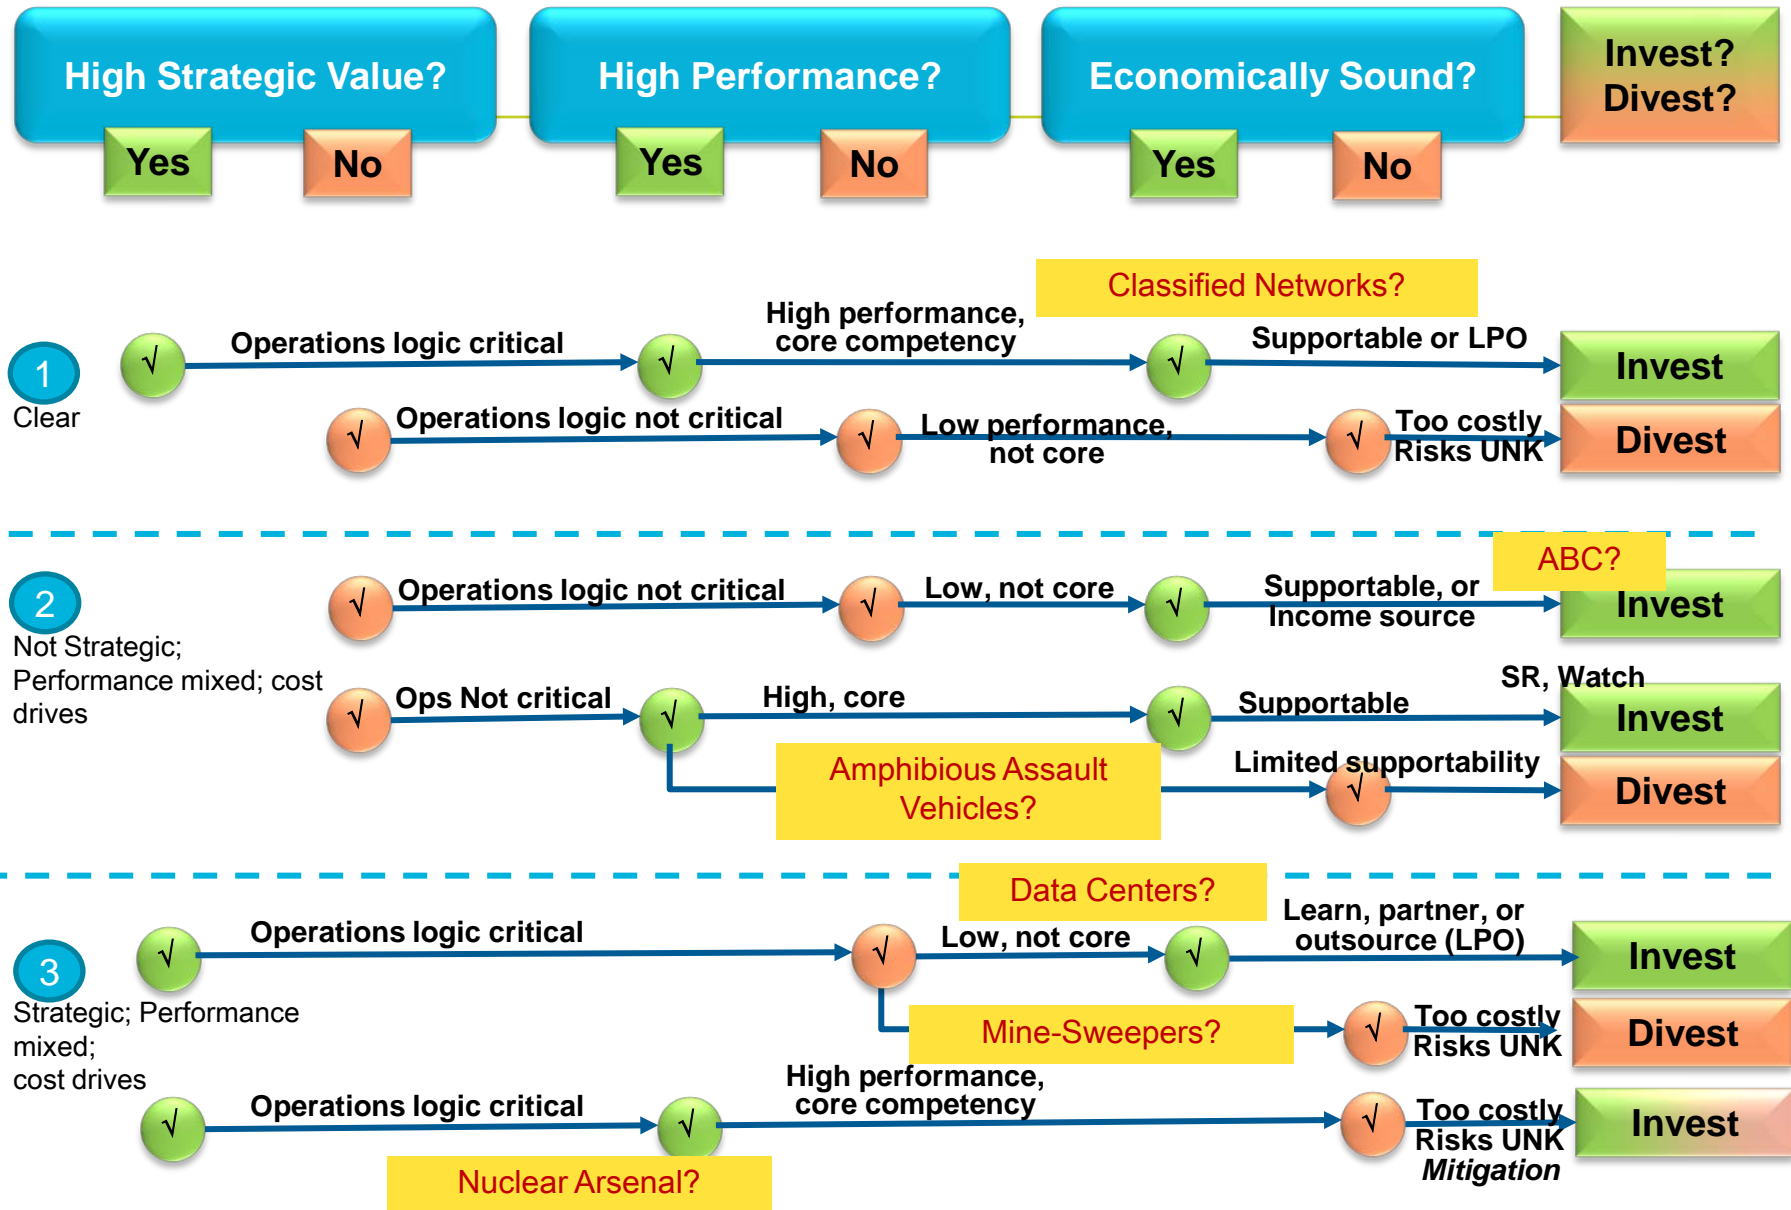 High Strategic Value?
High Performance?
Economically Sound?
Invest?
Divest?
Yes
No
Yes
No
Yes
No
Classified Networks?
1
Clear
√
Operations logic critical
√
High performance,
core competency
√
Supportable or LPO
Invest
√
Operations logic not critical
√
Low performance,
not core
√
Too costly
Risks UNK
Divest
2
Not Strategic;
Performance mixed; cost
drives
ABC?
√
Operations logic not critical
√
Low, not core
√
Supportable, or
Income source
Invest
√
Ops Not critical
√
High, core
√
Supportable
SR, Watch
Invest
Amphibious Assault
Vehicles?
Limited supportability
√
Divest
3
Strategic; Performance
mixed;
cost drives
Data Centers?
√
Operations logic critical
√
Low, not core
√
Learn, partner, or
outsource (LPO)
Invest
Mine-Sweepers?
√
Too costly
Risks UNK
Divest
√
Operations logic critical
√
High performance,
core competency
√
Too costly
Risks UNK
Mitigation
Invest
Nuclear Arsenal?